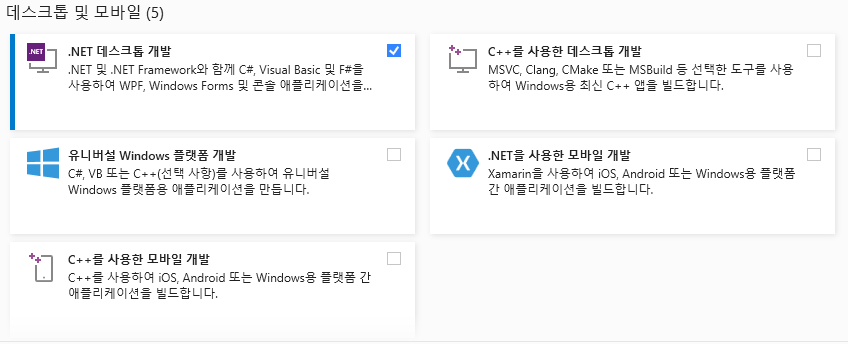 데스크톱 및 모바일 (5)
.NET
.NET 데스크톱 개발
.NET 및 .NET Framework와 함께 C#, Visual Basic 및 F#을
사용하여 WPF, Windows Forms 및 콘솔 애플리케이션을...
C++를 사용한 데스크톱 개발
MSVC, Clang, CMake 또는 MSBuild 등 선택한 도구를 사용
하여 Windows용 최신 C++ 앱을 빌드합니다.
유니버설 Windows 플랫폼 개발
C#, VB 또는 C++(선택 사항)를 사용하여 유니버설
Windows 플랫폼용 애플리케이션을 만듭니다.
.NET을 사용한 모바일 개발
Xamarin을 사용하여 iOS, Android 또는 Windows용 플랫폼
간 애플리케이션을 빌드합니다.
C++를 사용한 모바일 개발
C++를 사용하여 iOS, Android 또는 Windows용 플랫폼 간
애플리케이션을 빌드합니다.